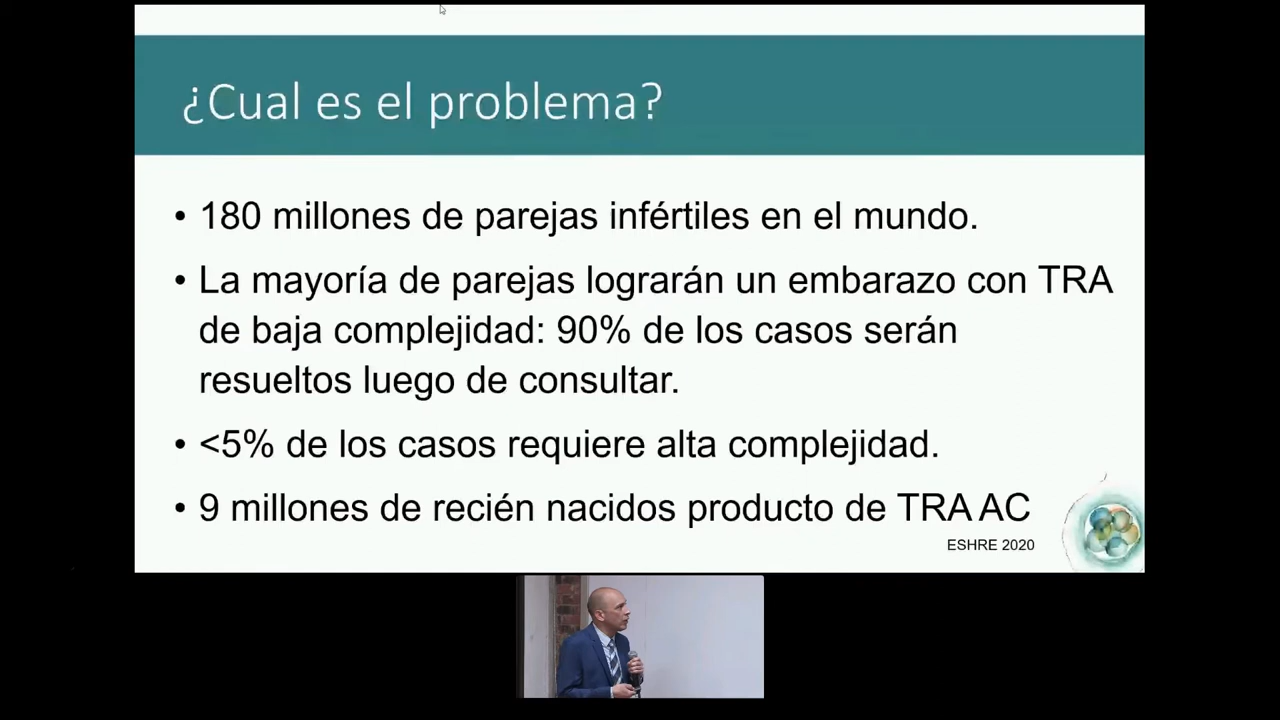 ¿Cual es el problema?
• 180 millones de parejas infértiles en el mundo.
• La mayoría de parejas lograrán un embarazo con TRA
de baja complejidad: 90% de los casos serán
resueltos luego de consultar.
• <5% de los casos requiere alta complejidad.
• 9 millones de recién nacidos producto de TRA AC
ESHRE 2020